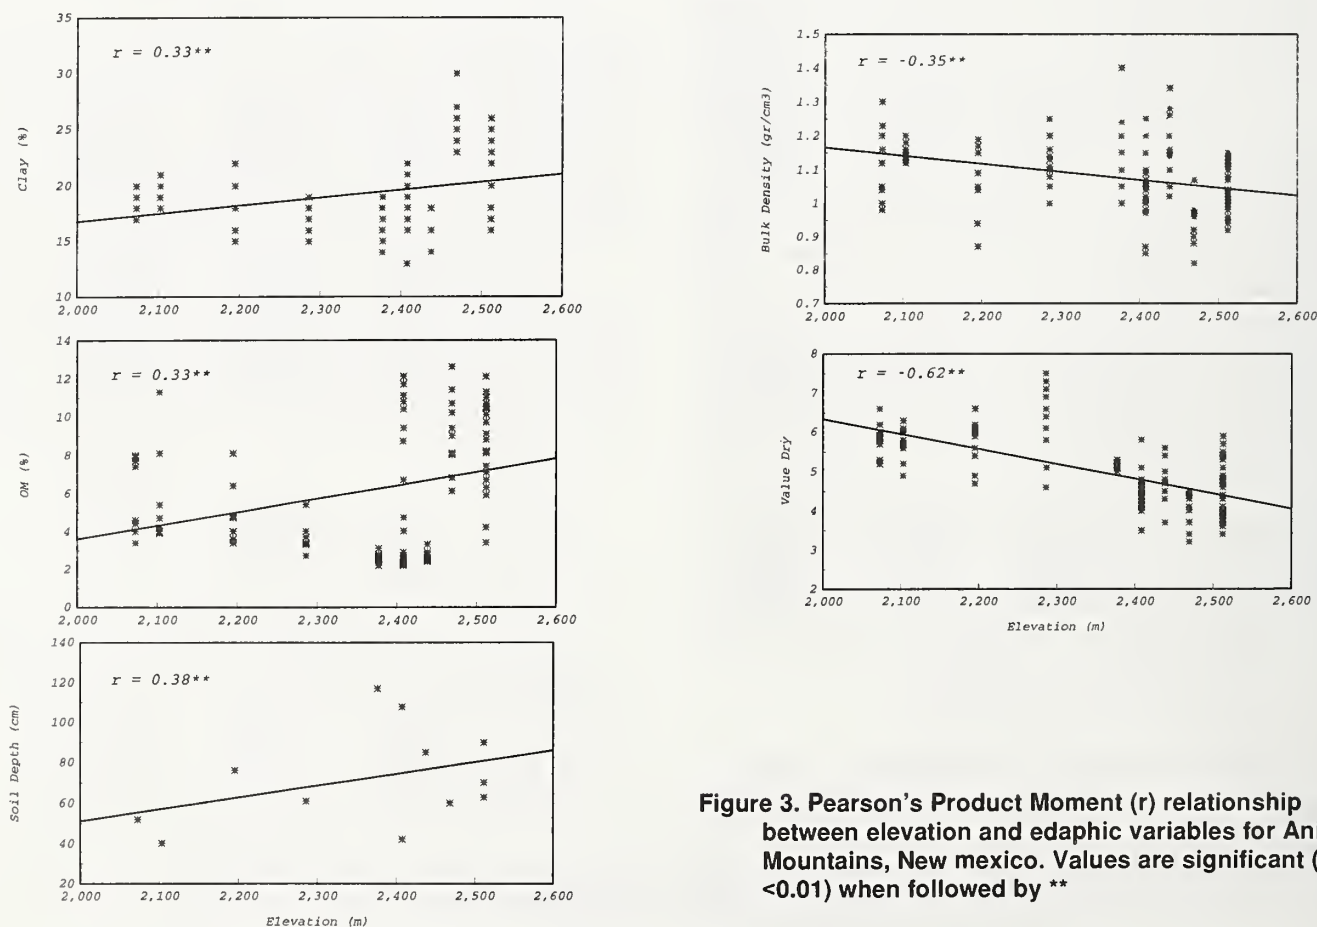 35
30
25
20
15
10
Clay (%)
r = 0.33**
2,000 2,100 2,200 2,300 2,400 2,500 2,600
14
12
10
8
6
4
2
0
OM (%)
r = 0.33**
2,000 2,100 2,200 2,300 2,400 2,500 2,600
140
120
100
80
60
40
20
Soil Depth (cm)
r = 0.38**
2,000 2,100 2,200 2,300 2,400 2,500 2,600
Elevation (m)
1.5
1.4
1.3
1.2
1.1
1
0.9
0.8
0.7
Bulk Density (gr/cm3)
r = -0.35**
2,000 2,100 2,200 2,300 2,400 2,500 2,600
8
7
6
5
4
3
2
Value Dry
r = -0.62**
2,000 2,100 2,200 2,300 2,400 2,500 2,600
Elevation (m)
Figure 3. Pearson's Product Moment (r) relationship
between elevation and edaphic variables for
Mountains, New mexico. Values are significant (
<0.01) when followed by **